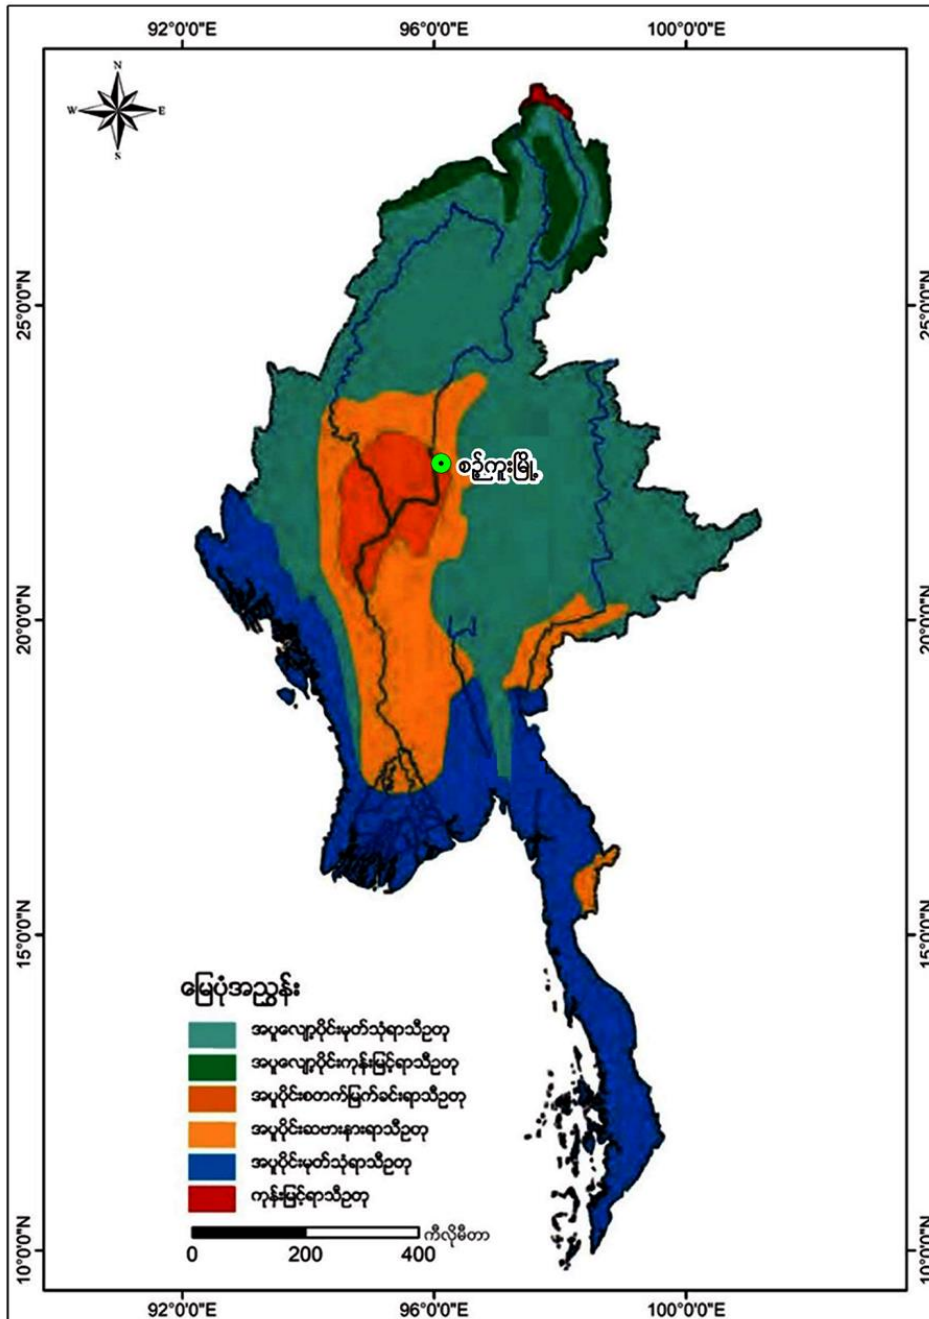 92°0'0"E 96°0'0"E 100°0'0"E
N
W E
S
25°0'0"N 25°0'0"N
စဉ့်ကူးမြို့
20°0'0"N 20°0'0"N
15°0'0"N 15°0'0"N
မြေပုံအညွှန်း
အပူလျော့ပိုင်းမုတ်သုံရာသီဥတု
အပူလျော့ပိုင်းကုန်းမြင့်ရာသီဥတု
အပူပိုင်းစတက်မြက်ခင်းရာသီဥတု
အပူပိုင်းဆဗားနားရာသီဥတု
အပူပိုင်းမုတ်သုံရာသီဥတု
ကုန်းမြင့်ရာသီဥတု
ကီလိုမီတာ
0 200 400
10°0'0"N 10°0'0"N
92°0'0"E 96°0'0"E 100°0'0"E